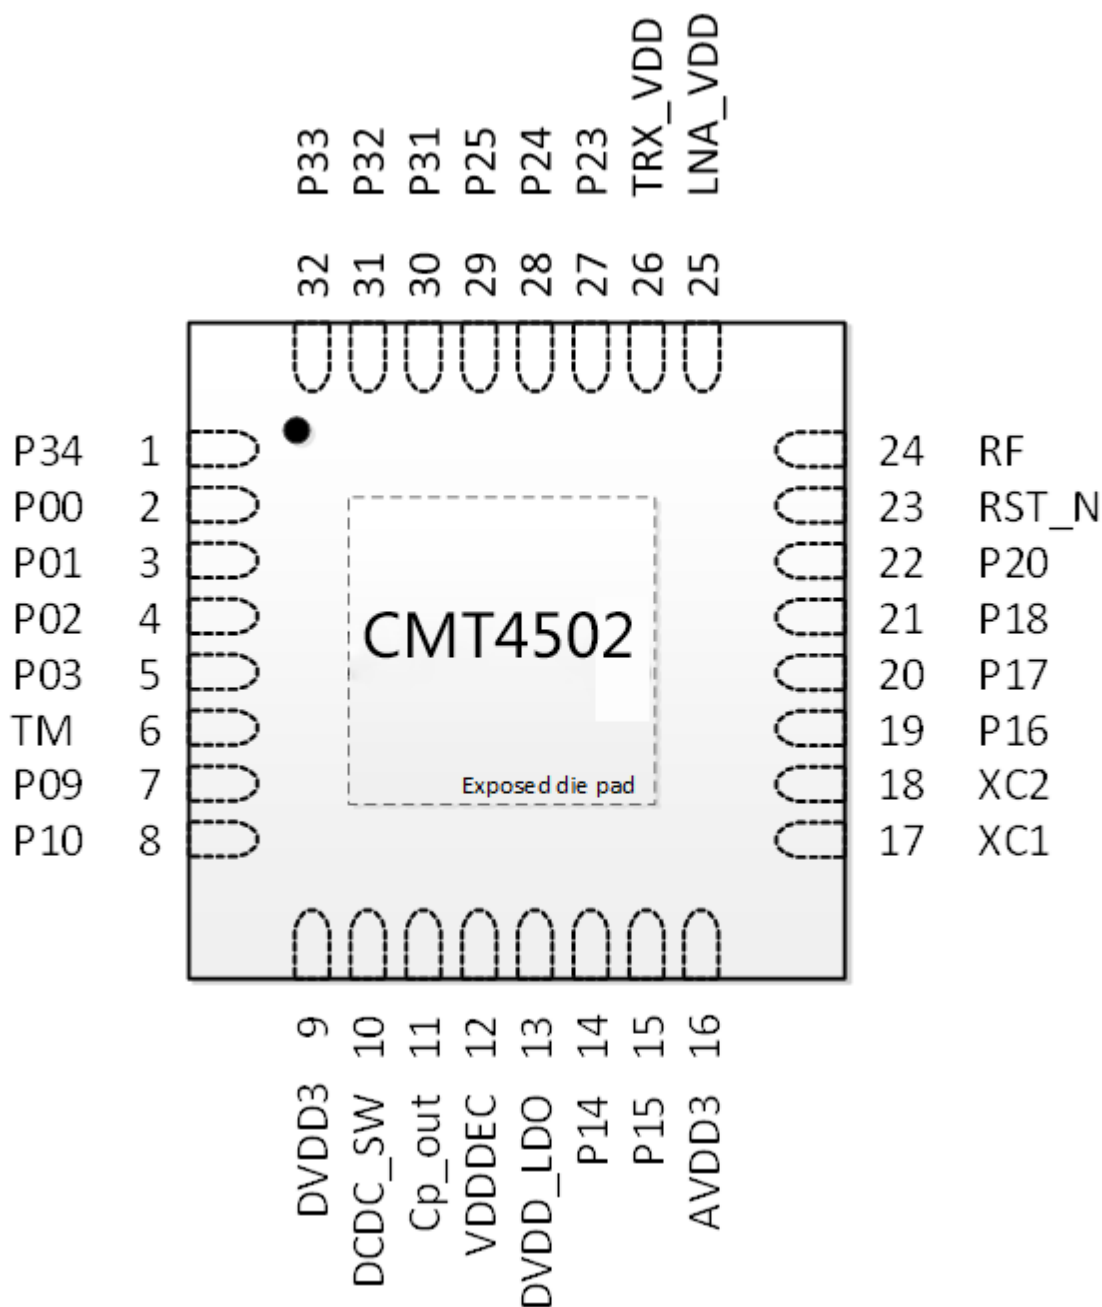 P33 P32 P31 P25 P24 P23 TRX_VDD LNA_VDD
32 31 30 29 28 27 26 25
P34 1 24 RF
P00 2 23 RST_N
P01 3 22 P20
P02 4 21 P18
CMT4502
P03 5 20 P17
TM 6 19 P16
P09 7 18 XC2
Exposed die pad
P10 8 17 XC1
9 10 11 12 13 14 15 16
DVDD3 DCDC_SW Cp_out VDDDEC DVDD_LDO P14 P15 AVDD3